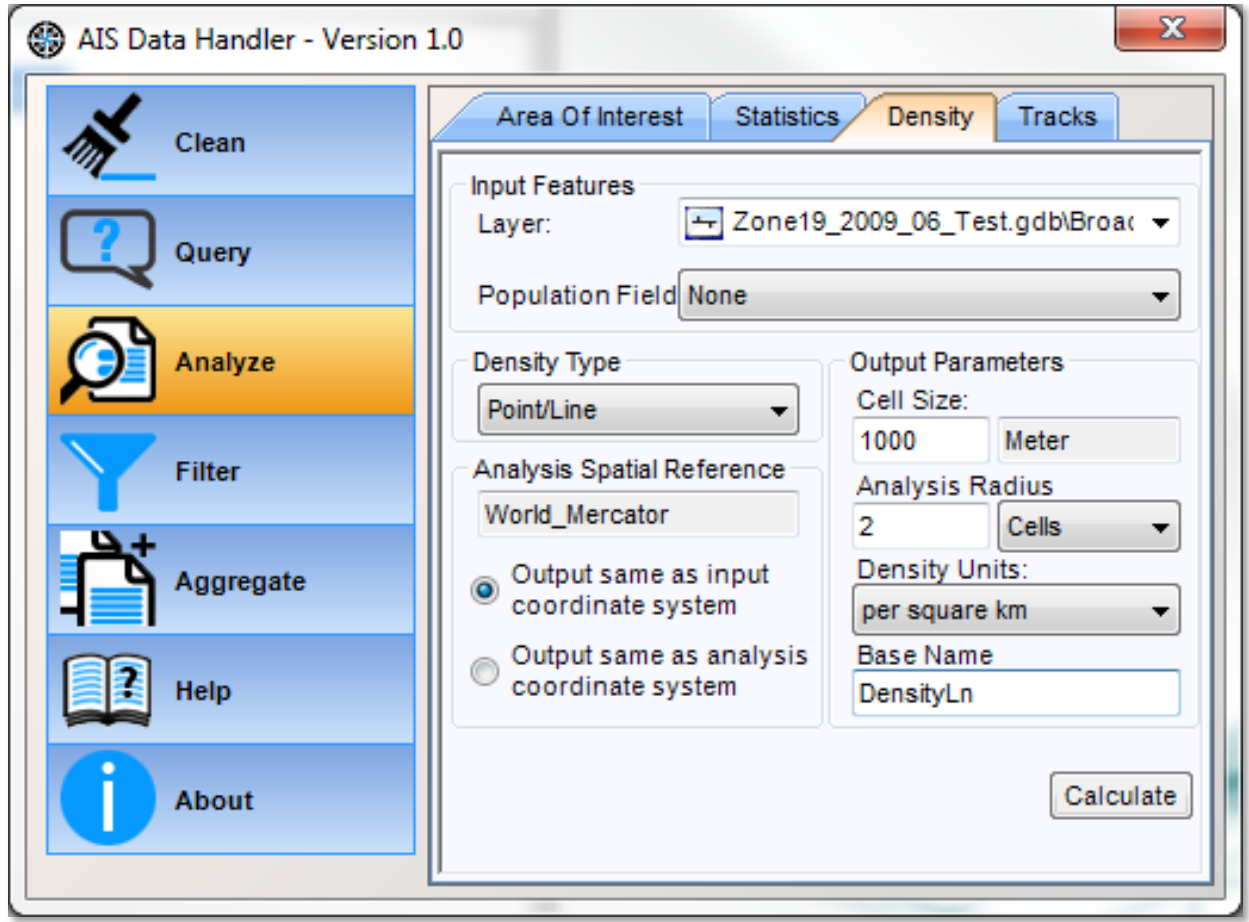 AIS Data Handler - Version 1.0
Clean
Query
Analyze
Filter
Aggregate
Help
About
Area Of Interest
Statistics
Density
Tracks
Input Features
Layer:
Zone19_2009_06_Test.gdb\Broac
Population Field
None
Density Type
Point/Line
Analysis Spatial Reference
World_Mercator
Output same as input
coordinate system
Output same as analysis
coordinate system
Output Parameters
Cell Size:
1000
Meter
Analysis Radius
2
Cells
Density Units:
per square km
Base Name
DensityLn
Calculate